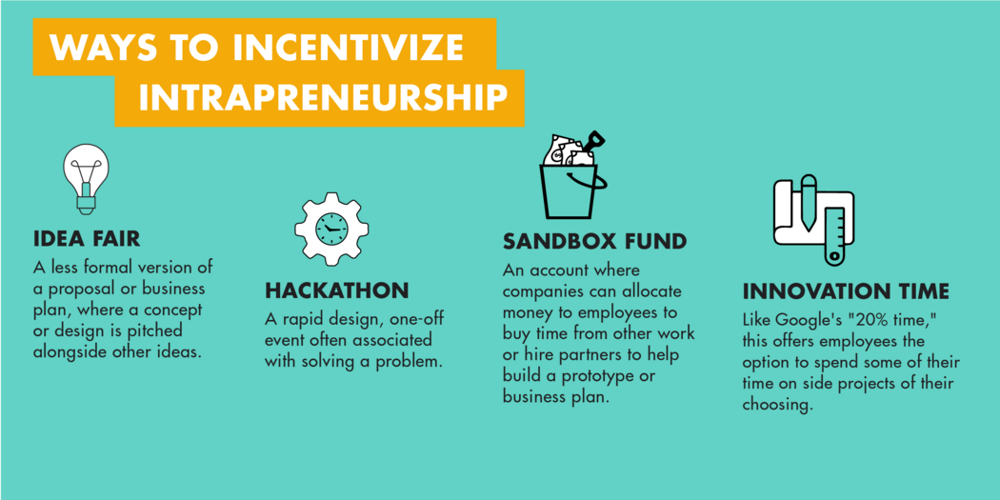 WAYS TO INCENTIVIZE
INTRAPRENEURSHIP
IDEA FAIR
A less formal version of
a proposal or business
plan, where a concept
or design is pitched
alongside other ideas.
HACKATHON
A rapid design, one-off
event often associated
with solving a problem.
SANDBOX FUND
An account where
companies can allocate
money to employees to
buy time from other work
or hire partners to help
build a prototype or
business plan.
INNOVATION TIME
Like Google's "20% time,"
this offers employees the
option to spend some of their
time on side projects of their
choosing.